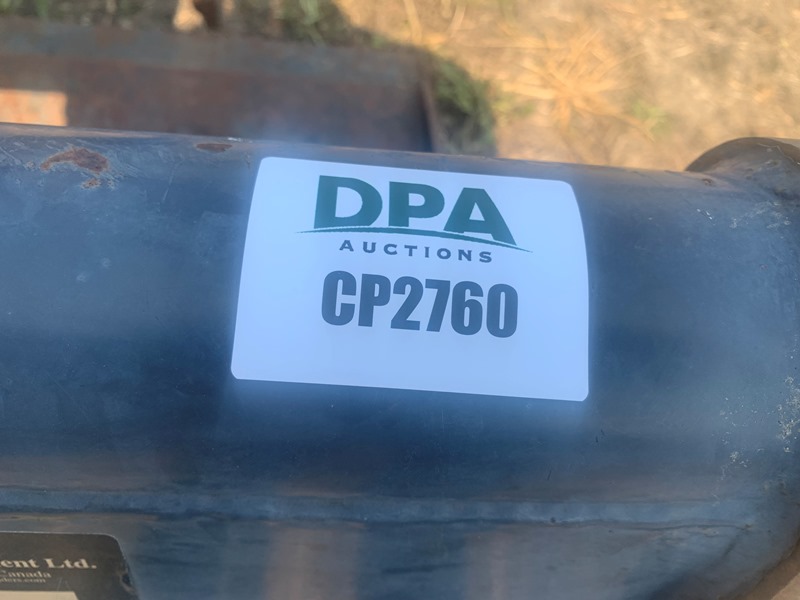 DPA
AUCTIONS
CP2760
ent Ltd.
Canada